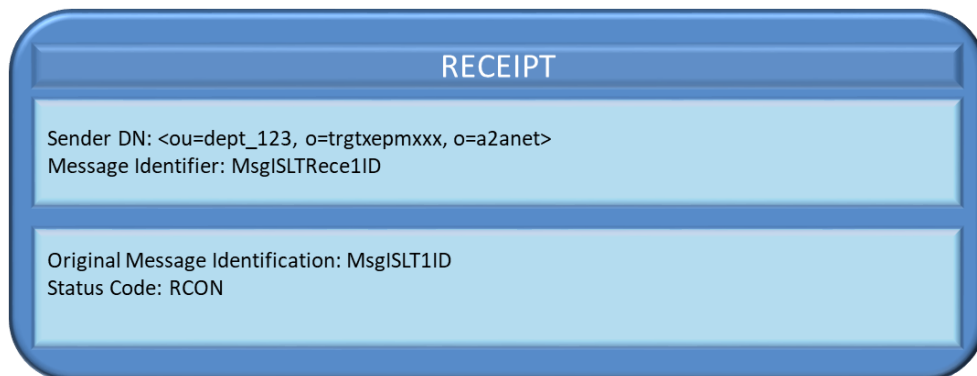 RECEIPT
Sender DN: <ou=dept_123, o=trgtxepmxxx, o=a2anet>
Message Identifier: MsgISLTRece1ID
Original Message Identification: MsgISLT1ID
Status Code: RCON